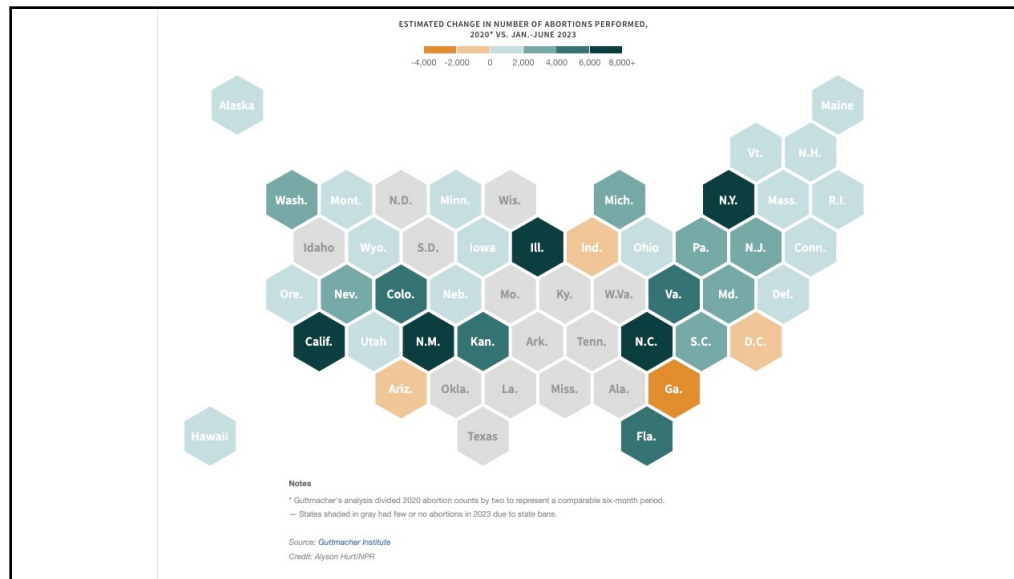 ESTIMATED CHANGE IN NUMBER OF ABORTIONS PERFORMED,
2020* VS. JAN.-JUNE 2023
-4,000 -2,000 0 2,000 4,000 6,000 8,000+
Alaska Maine
Vt. N.H.
Wash. Mont. N.D. Minn. Wis. Mich. N.Y. Mass. R.I.
Idaho Wyo. S.D. Iowa Ill. Ind. Ohio Pa. N.J. Conn.
Ore. Nev. Colo. Neb. Mo. Ky. W.Va. Va. Md. Del.
Calif. Utah N.M. Kan. Ark. Tenn. N.C. S.C. D.C.
Ariz. Okla. La. Miss. Ala. Ga.
Hawaii Texas Fla.
Notes
* Guttmacher's analysis divided 2020 abortion counts by two to represent a comparable six-month period.
— States shaded in gray had few or no abortions in 2023 due to state bans.
Source: Guttmacher Institute
Credit: Alyson Hurt/NPR